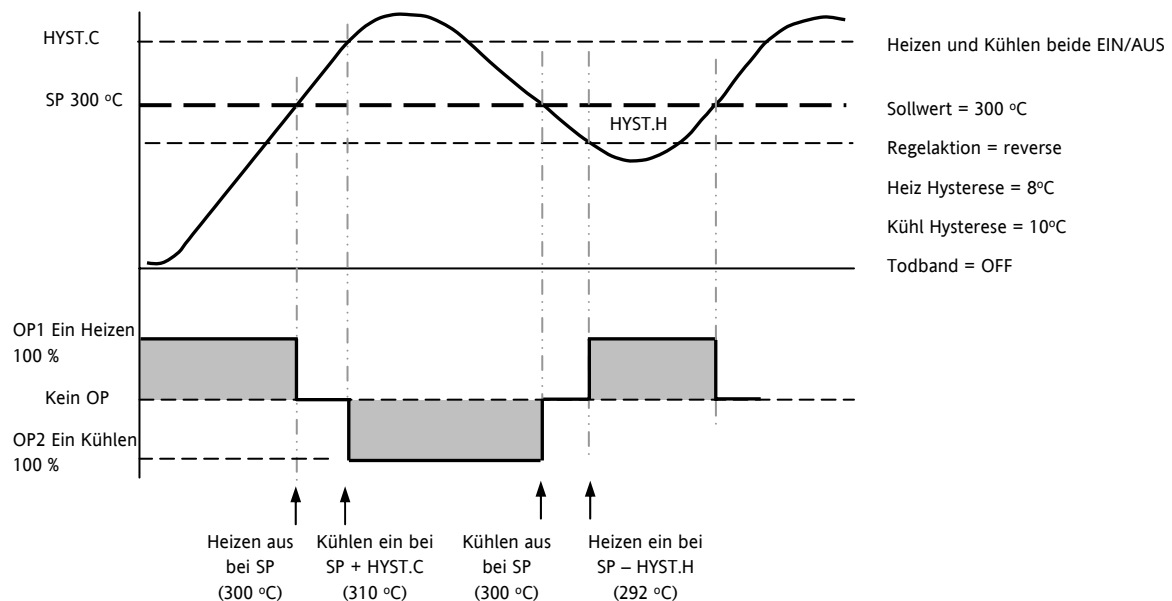 HYST.C
SP 300 ºC
HYST.H
Heizen und Kühlen beide EIN/AUS
Sollwert = 300 ºC
Regelaktion = reverse
Heiz Hysterese = 8ºC
Kühl Hysterese = 10ºC
Todband = OFF
OP1 Ein Heizen
100 %
Kein OP
OP2 Ein Kühlen
100 %
Heizen aus
bei SP
(300 ºC)
Kühlen ein bei
SP + HYST.C
(310 ºC)
Kühlen aus
bei SP
(300 ºC)
Heizen ein bei
SP – HYST.H
(292 ºC)